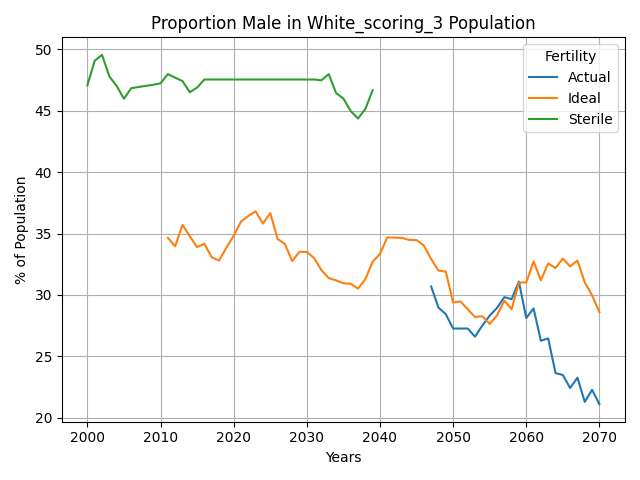 Proportion Male in White_scoring_3 Population
Fertility
Actual
Ideal
Sterile
% of Population
50
45
40
35
30
25
20
2000 2010 2020 2030 2040 2050 2060 2070
Years